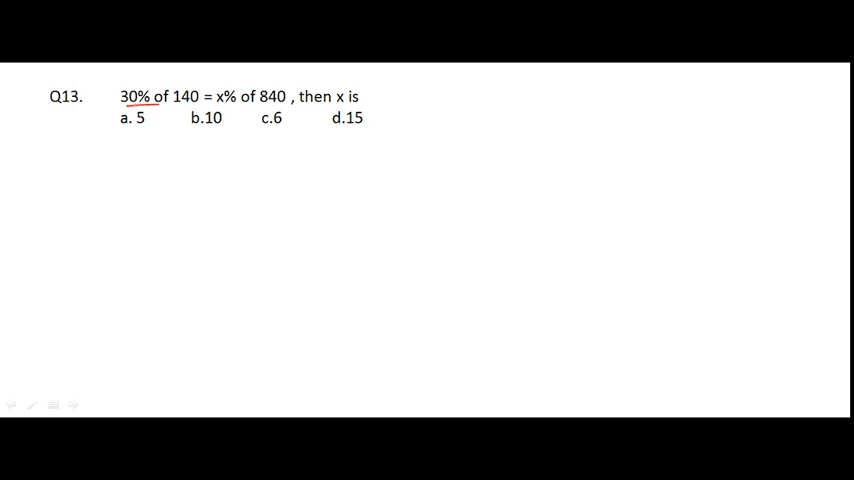 Q13. 30% of 140 = x% of 840 , then x is
a. 5 b.10 c.6 d.15